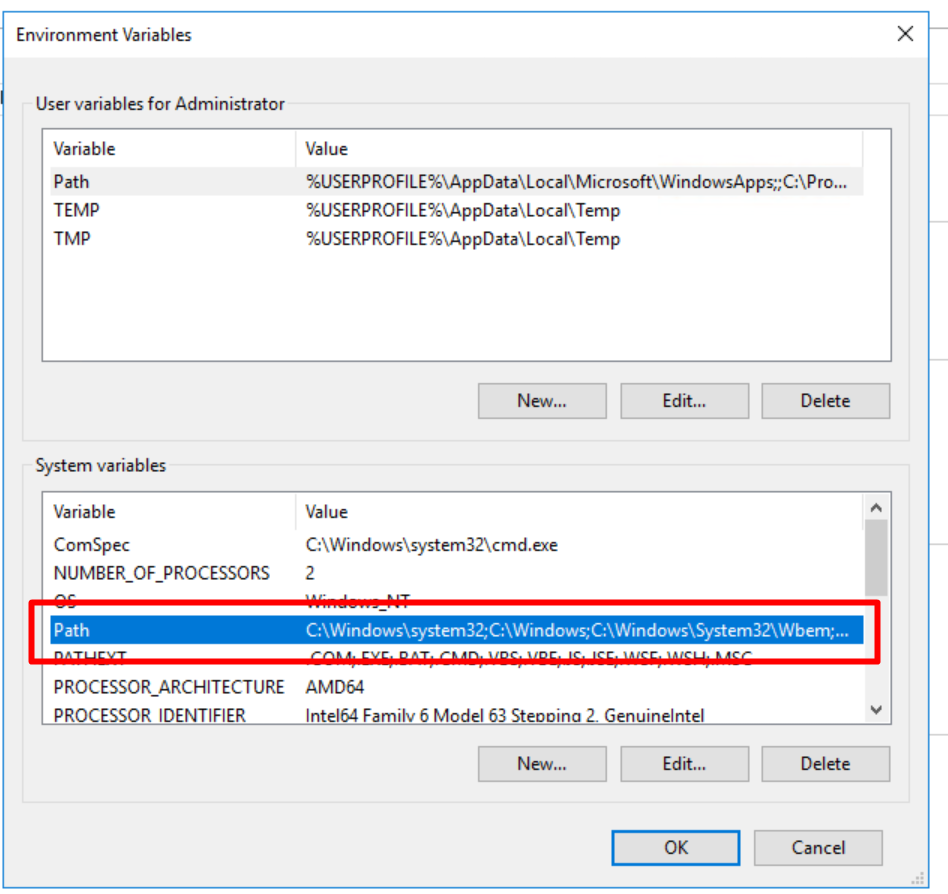 Environment Variables
User variables for Administrator
Variable Value
Path %USERPROFILE%\AppData\Local\Microsoft\WindowsApps;;C:\Pro...
TEMP %USERPROFILE%\AppData\Local\Temp
TMP %USERPROFILE%\AppData\Local\Temp
New... Edit... Delete
System variables
Variable Value
ComSpec C:\Windows\system32\cmd.exe
NUMBER_OF_PROCESSORS 2
OS Windows_NT
Path C:\Windows\system32;C:\Windows;C:\Windows\System32\Wbem;...
PATHEXT .COM;.EXE;.BAT;.CMD;.VBS;.VBE;.JS;.JSE;.WSF;.WSH;.MSC
PROCESSOR_ARCHITECTURE AMD64
PROCESSOR_IDENTIFIER Intel64 Family 6 Model 63 Stepping 2, GenuineIntel
New... Edit... Delete
OK Cancel